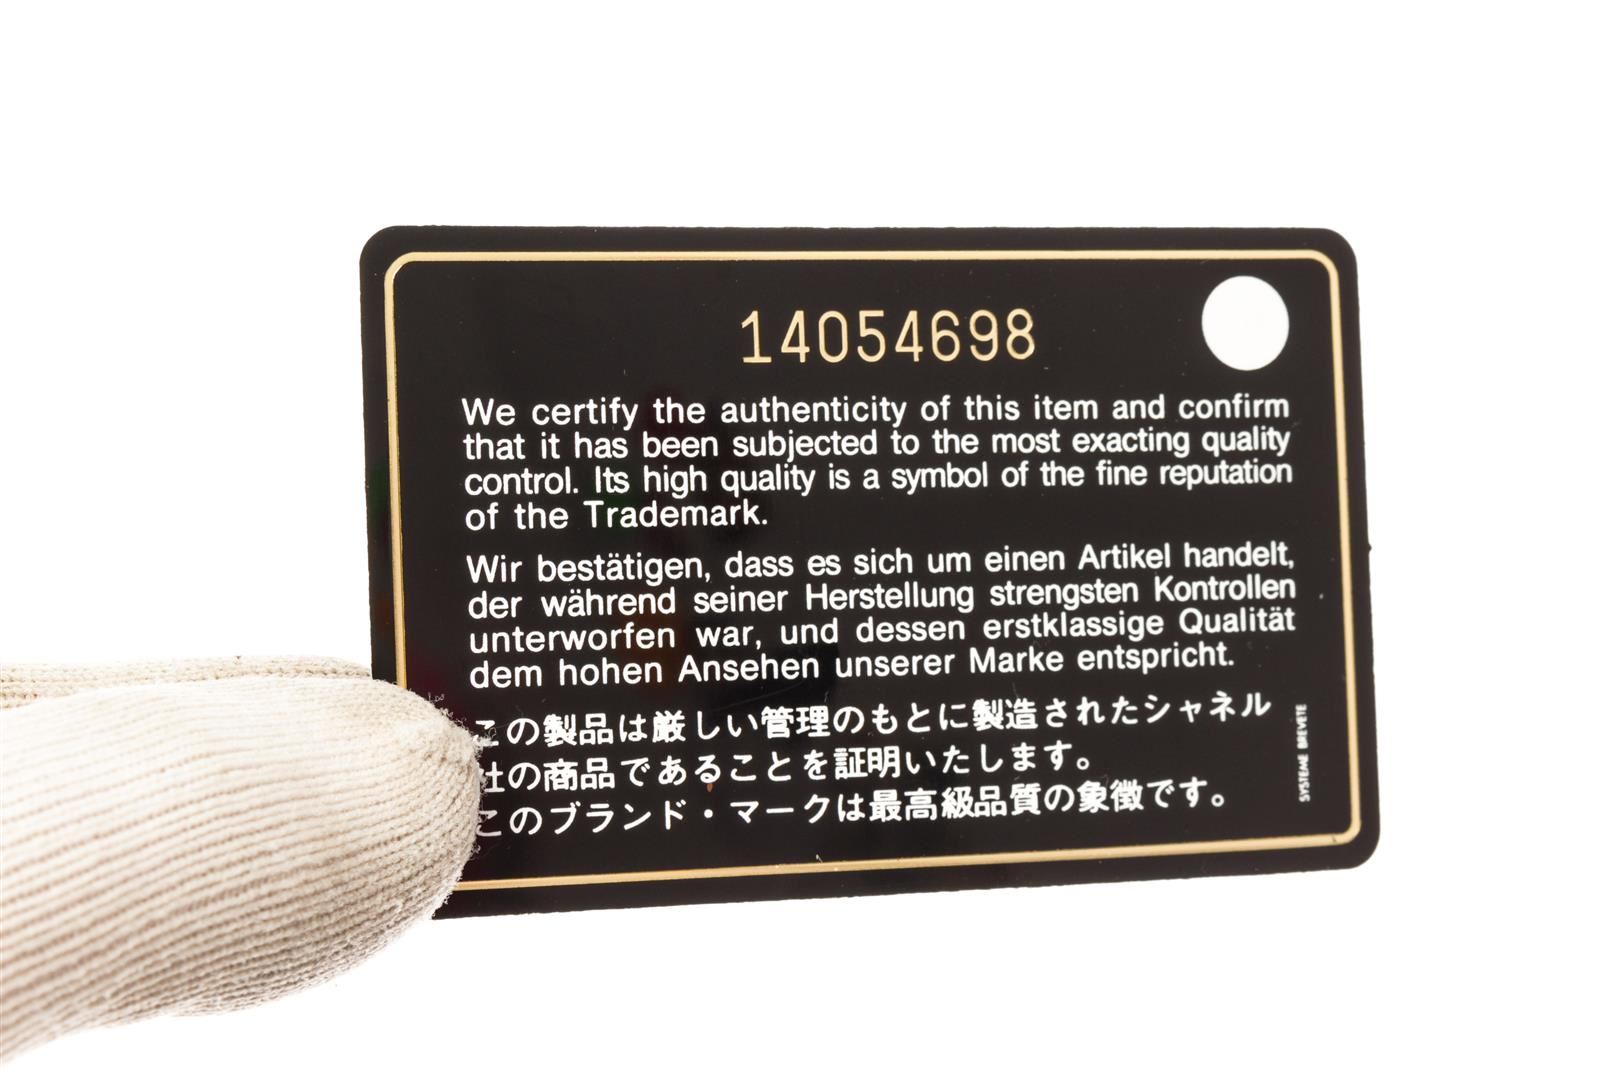 14054698
We certify the authenticity of this item and confirm
that it has been subjected to the most exacting quality
control. Its high quality is a symbol of the fine reputation
of the Trademark.
Wir bestätigen, dass es sich um einen Artikel handelt,
der während seiner Herstellung strengsten Kontrollen
unterworfen war, und dessen erstklassige Qualität
dem hohen Ansehen unserer Marke entspricht.
この製品は厳しい管理のもとに製造されたシャネル
社の商品であることを証明いたします。
このブランド・マークは最高級品質の象徴です。
SYSTEME BREVETE